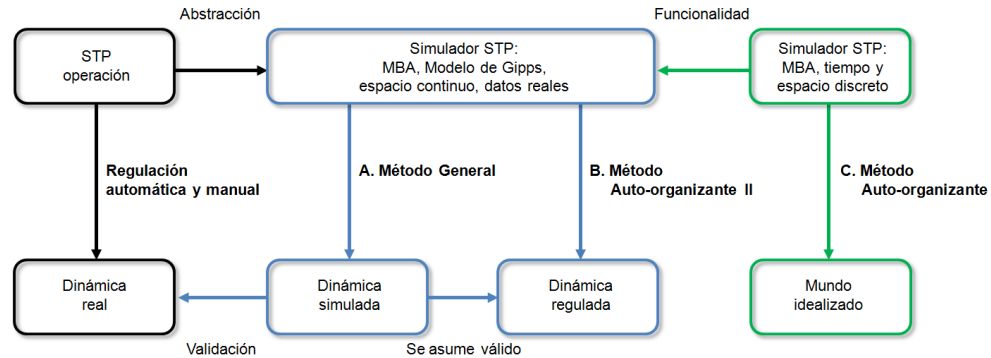 Abstracción
Funcionalidad
STP
operación
Simulador STP:
MBA, Modelo de Gipps,
espacio continuo, datos reales
Simulador STP:
MBA, tiempo y
espacio discreto
Regulación
automática y manual
A. Método General
B. Método
Auto-organizante II
C. Método
Auto-organizante
Dinámica
real
Dinámica
simulada
Dinámica
regulada
Mundo
idealizado
Validación
Se asume válido